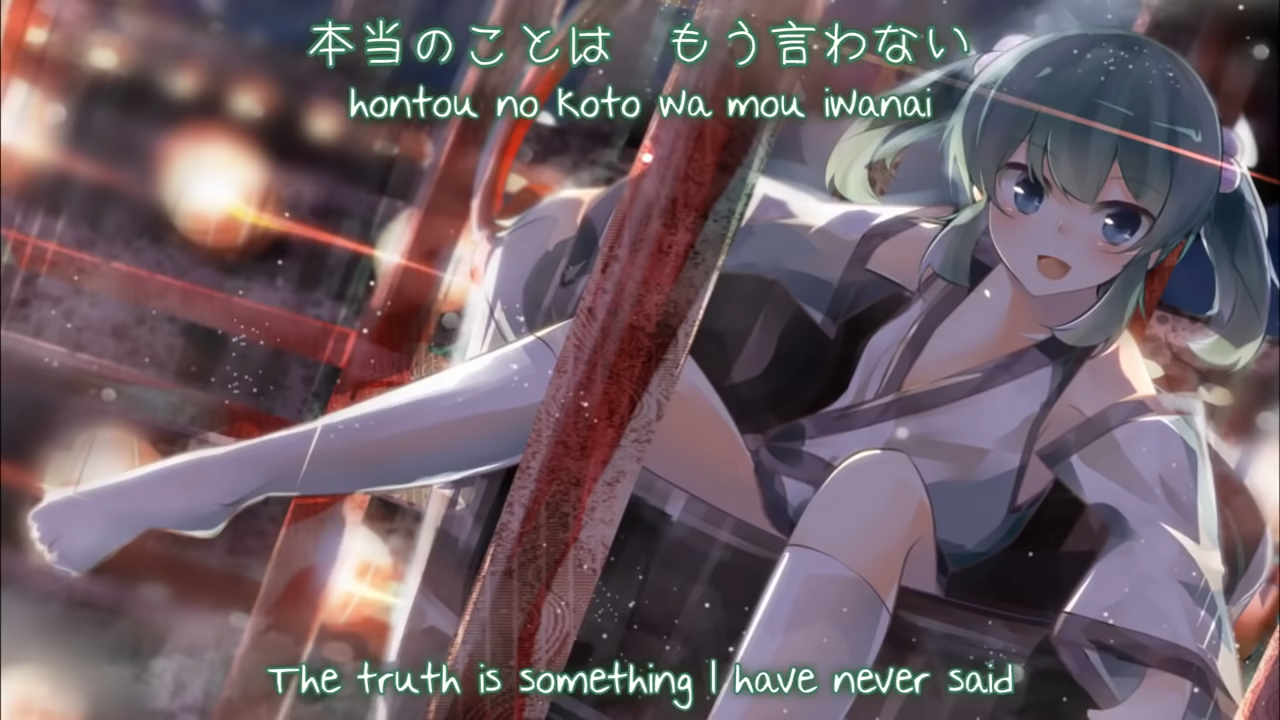 本当のことは　もう言わない
hontou no koto wa mou iwanai
The truth is something I have never said